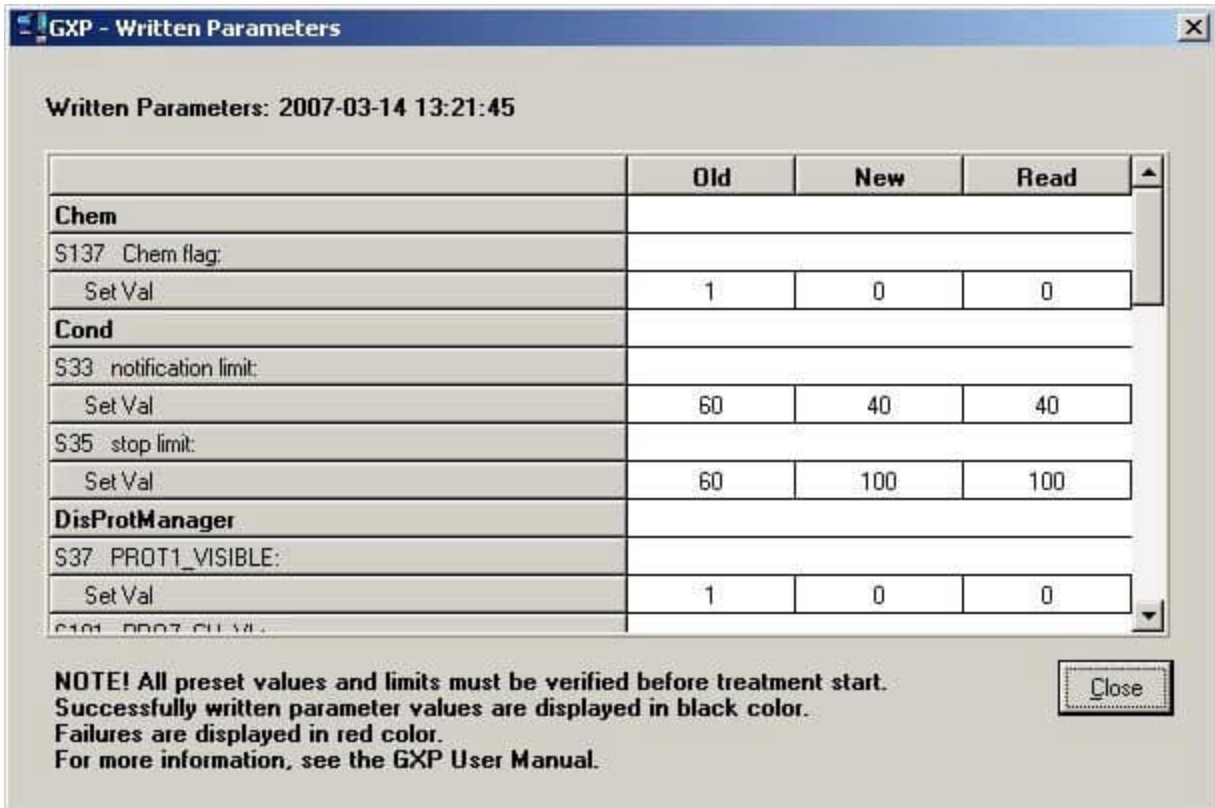 GXP - Written Parameters
Written Parameters: 2007-03-14 13:21:45
Old New Read
Chem
S137 Chem flag:
Set Val 1 0 0
Cond
S33 notification limit:
Set Val 60 40 40
S35 stop limit:
Set Val 60 100 100
DisProtManager
S37 PROT1_VISIBLE:
Set Val 1 0 0
NOTE! All preset values and limits must be verified before treatment start.
Successfully written parameter values are displayed in black color.
Failures are displayed in red color.
For more information, see the GXP User Manual.
Close